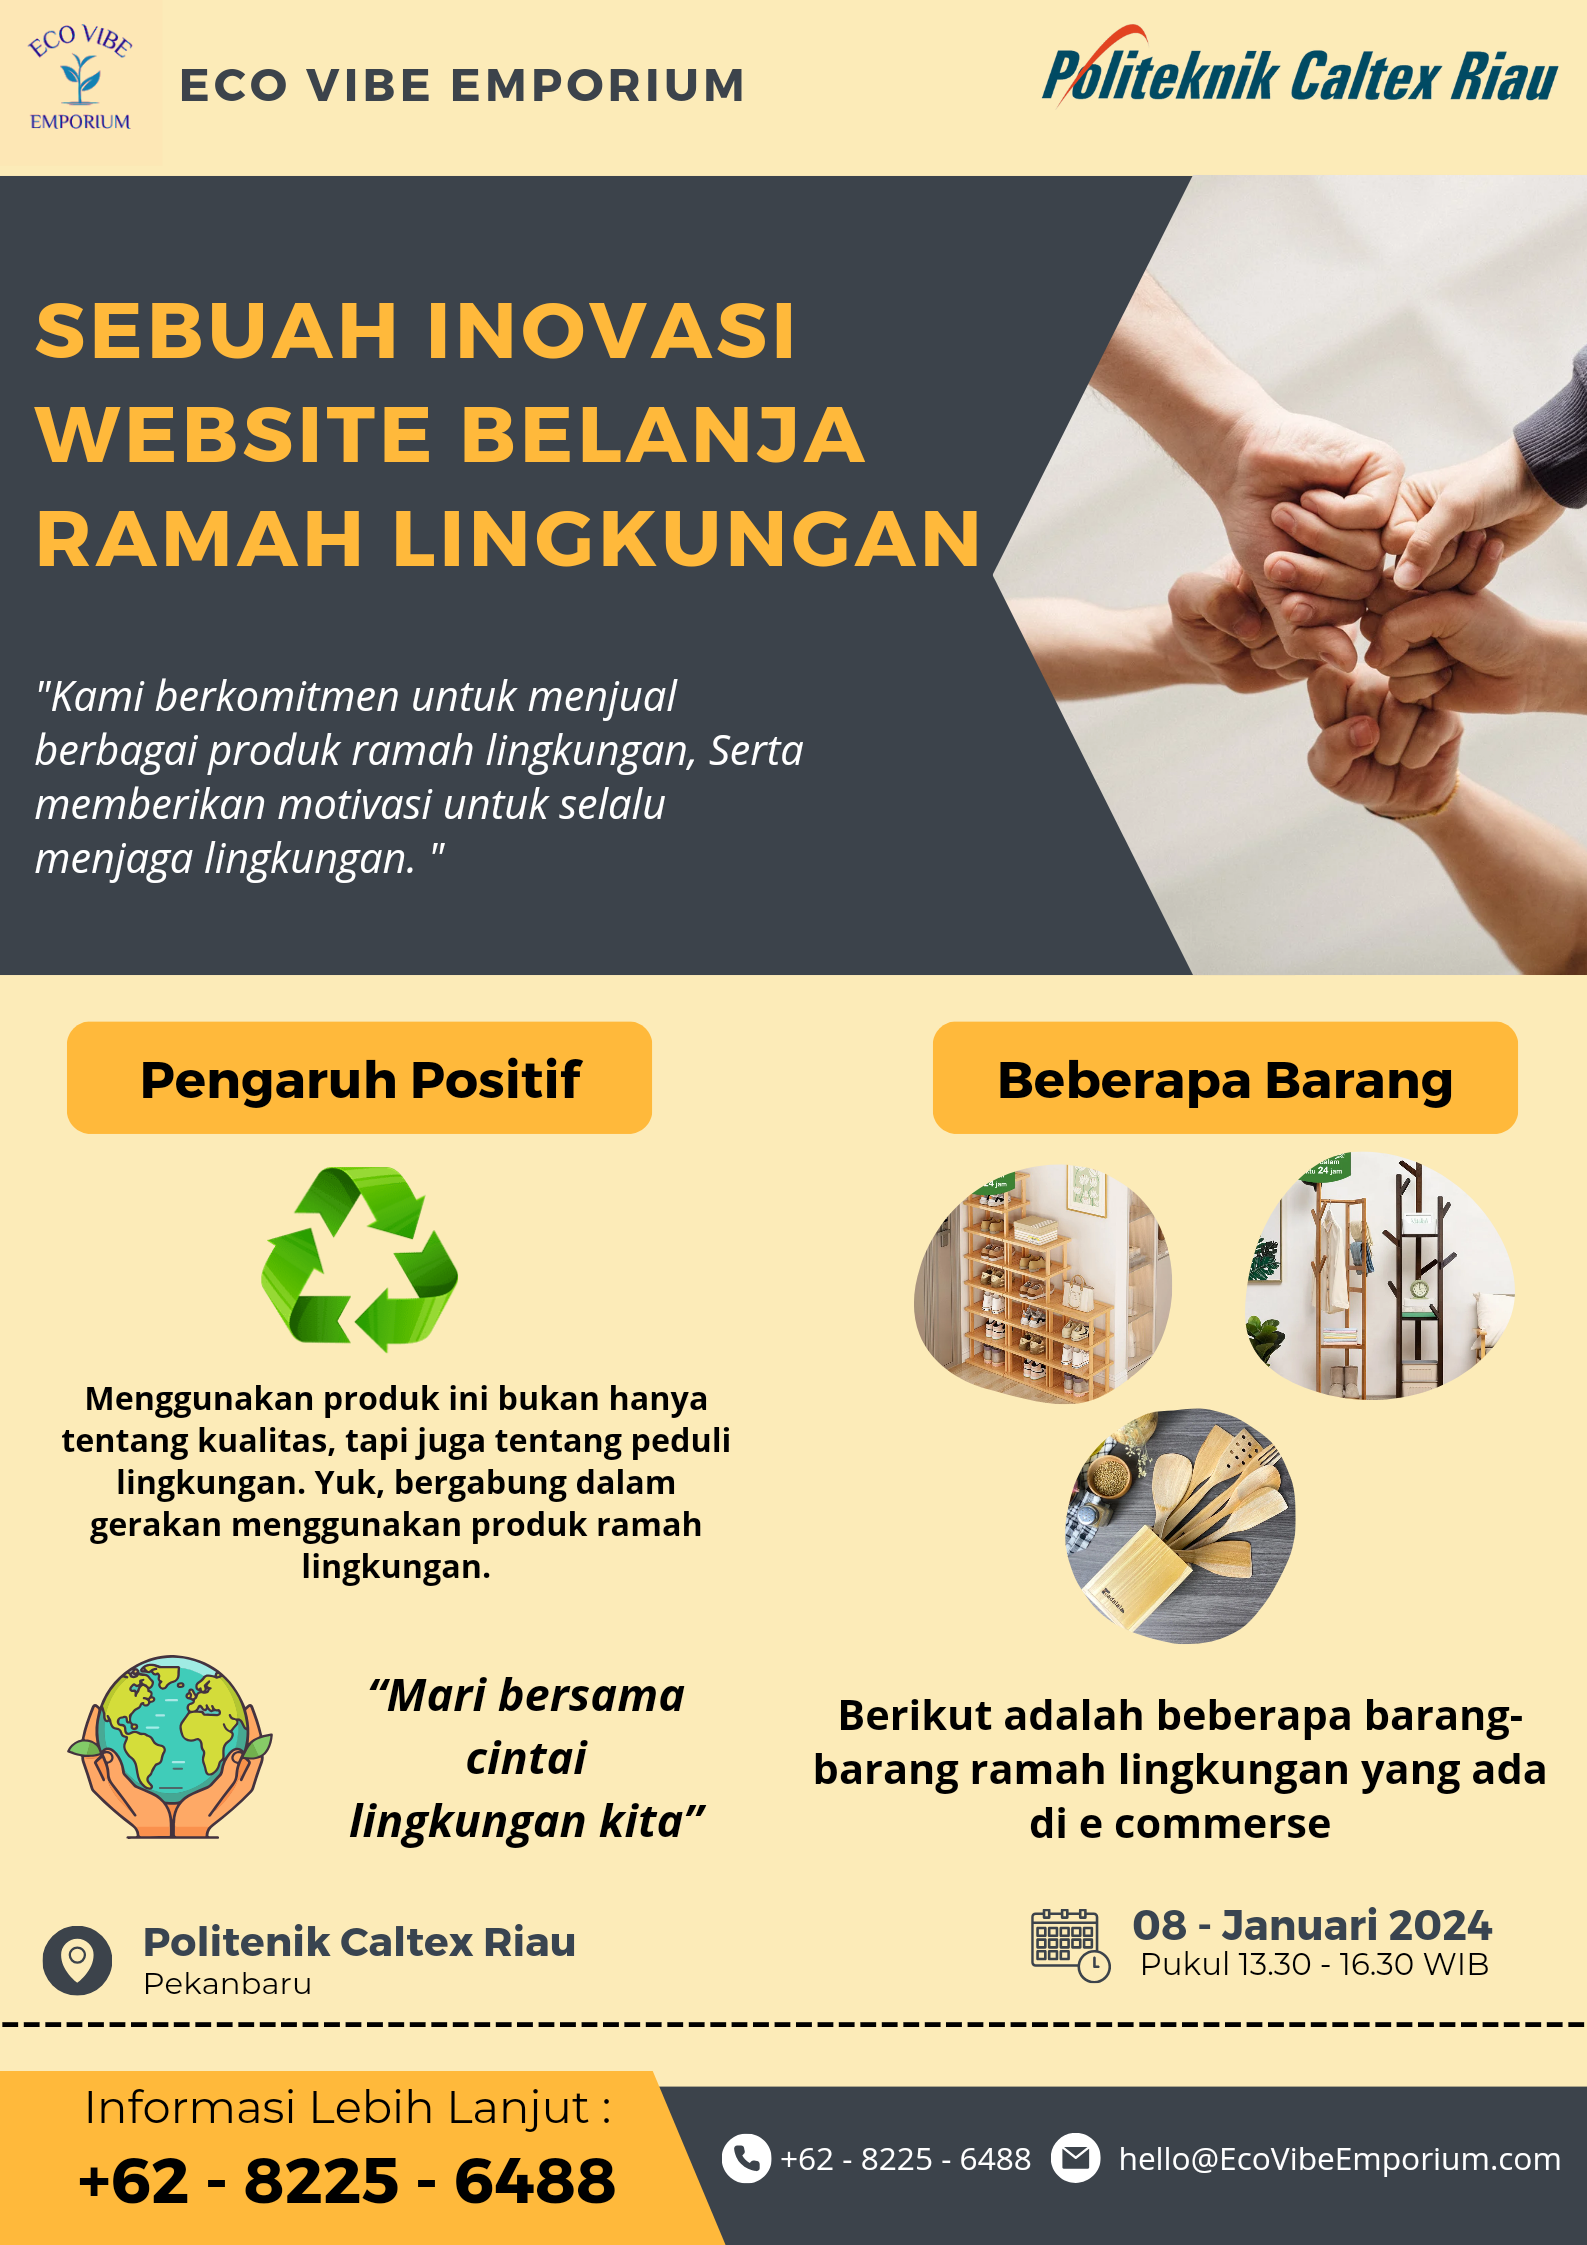 ECO VIBE
EMPORIUM
ECO VIBE EMPORIUM
Politeknik Caltex Riau
SEBUAH INOVASI
WEBSITE BELANJA
RAMAH LINGKUNGAN
"Kami berkomitmen untuk menjual
berbagai produk ramah lingkungan, Serta
memberikan motivasi untuk selalu
menjaga lingkungan. "
Pengaruh Positif
Menggunakan produk ini bukan hanya
tentang kualitas, tapi juga tentang peduli
lingkungan. Yuk, bergabung dalam
gerakan menggunakan produk ramah
lingkungan.
“Mari bersama
cintai
lingkungan kita”
Beberapa Barang
24 jam
dalam
24 jam
Berikut adalah beberapa barang-
barang ramah lingkungan yang ada
di e commerse
Politenik Caltex Riau
Pekanbaru
08 - Januari 2024
Pukul 13.30 - 16.30 WIB
Informasi Lebih Lanjut :
+62 - 8225 - 6488
+62 - 8225 - 6488
hello@EcoVibeEmporium.com